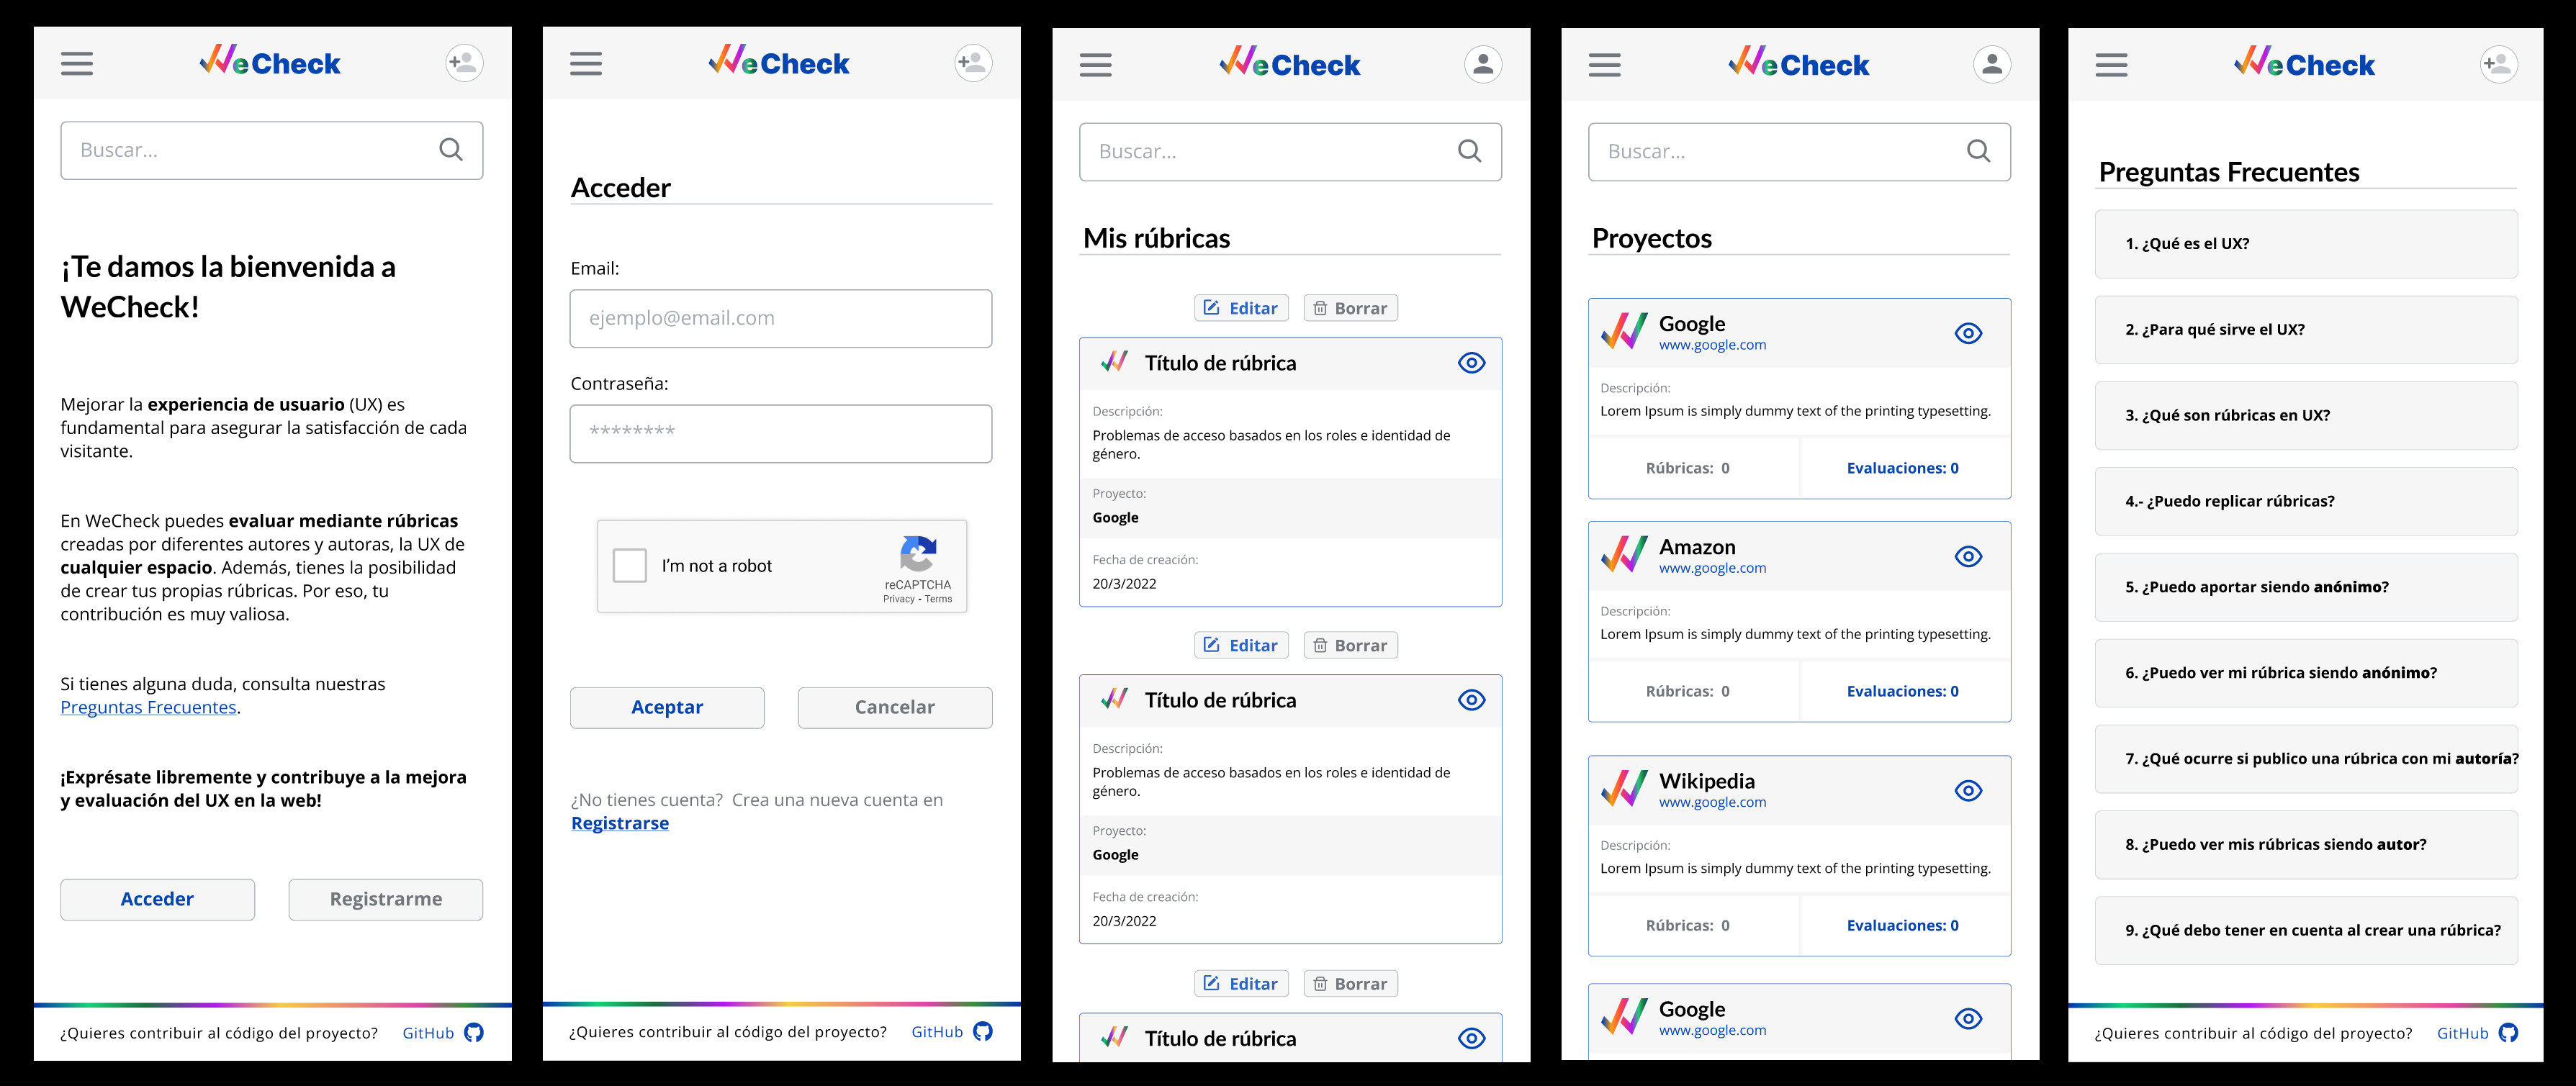 WeCheck
Buscar...
¡Te damos la bienvenida a
WeCheck!
Mejorar la experiencia de usuario (UX) es
fundamental para asegurar la satisfacción de cada
visitante.
En WeCheck puedes evaluar mediante rúbricas
creadas por diferentes autores y autoras, la UX de
cualquier espacio. Además, tienes la posibilidad
de crear tus propias rúbricas. Por eso, tu
contribución es muy valiosa.
Si tienes alguna duda, consulta nuestras
Preguntas Frecuentes.
¡Exprésate libremente y contribuye a la mejora
y evaluación del UX en la web!
Acceder
Registrarme
¿Quieres contribuir al código del proyecto? GitHub
WeCheck
Acceder
Email:
ejemplo@email.com
Contraseña:
********
I'm not a robot
reCAPTCHA
Privacy - Terms
Aceptar
Cancelar
¿No tienes cuenta? Crea una nueva cuenta en
Registrarse
¿Quieres contribuir al código del proyecto? GitHub
WeCheck
Buscar...
Mis rúbricas
Editar Borrar
Título de rúbrica
Descripción:
Problemas de acceso basados en los roles e identidad de
género.
Proyecto:
Google
Fecha de creación:
20/3/2022
Editar Borrar
Título de rúbrica
Descripción:
Problemas de acceso basados en los roles e identidad de
género.
Proyecto:
Google
Fecha de creación:
20/3/2022
Editar Borrar
Título de rúbrica
WeCheck
Buscar...
Proyectos
Google
www.google.com
Descripción:
Lorem Ipsum is simply dummy text of the printing typesetting.
Rúbricas: 0 Evaluaciones: 0
Amazon
www.google.com
Descripción:
Lorem Ipsum is simply dummy text of the printing typesetting.
Rúbricas: 0 Evaluaciones: 0
Wikipedia
www.google.com
Descripción:
Lorem Ipsum is simply dummy text of the printing typesetting.
Rúbricas: 0 Evaluaciones: 0
Google
www.google.com
WeCheck
Preguntas Frecuentes
1. ¿Qué es el UX?
2. ¿Para qué sirve el UX?
3. ¿Qué son rúbricas en UX?
4.- ¿Puedo replicar rúbricas?
5. ¿Puedo aportar siendo anónimo?
6. ¿Puedo ver mi rúbrica siendo anónimo?
7. ¿Qué ocurre si publico una rúbrica con mi autoría?
8. ¿Puedo ver mis rúbricas siendo autor?
9. ¿Qué debo tener en cuenta al crear una rúbrica?
¿Quieres contribuir al código del proyecto? GitHub